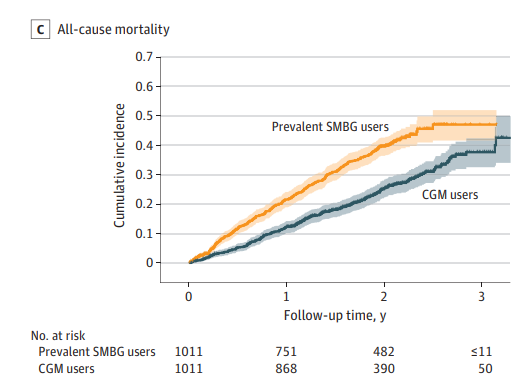 C All-cause mortality
0.7
0.6
0.5
0.4
0.3
0.2
0.1
0
Cumulative incidence
Prevalent SMBG users
CGM users
0 1 2 3
Follow-up time, y
No. at risk
Prevalent SMBG users 1011 751 482 ≤11
CGM users 1011 868 390 50